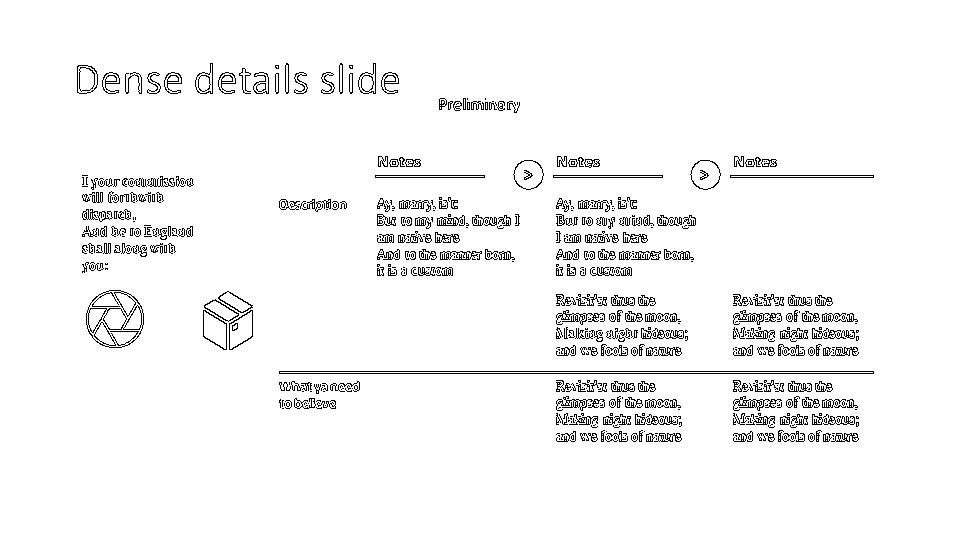 Dense details slide
Preliminary
I your commission
will forthwith
dispatch,
And he to England
shall along with
you:
Notes
>
Notes
>
Notes
Description
Ay, marry, is't:
But to my mind, though I
am native here
And to the manner born,
it is a custom
Ay, marry, is't:
But to my mind, though
I am native here
And to the manner born,
it is a custom
Revisit'st thus the
glimpses of the moon,
Making night hideous;
and we fools of nature
Revisit'st thus the
glimpses of the moon,
Making night hideous;
and we fools of nature
What ya need
to believe
Revisit'st thus the
glimpses of the moon,
Making night hideous;
and we fools of nature
Revisit'st thus the
glimpses of the moon,
Making night hideous;
and we fools of nature